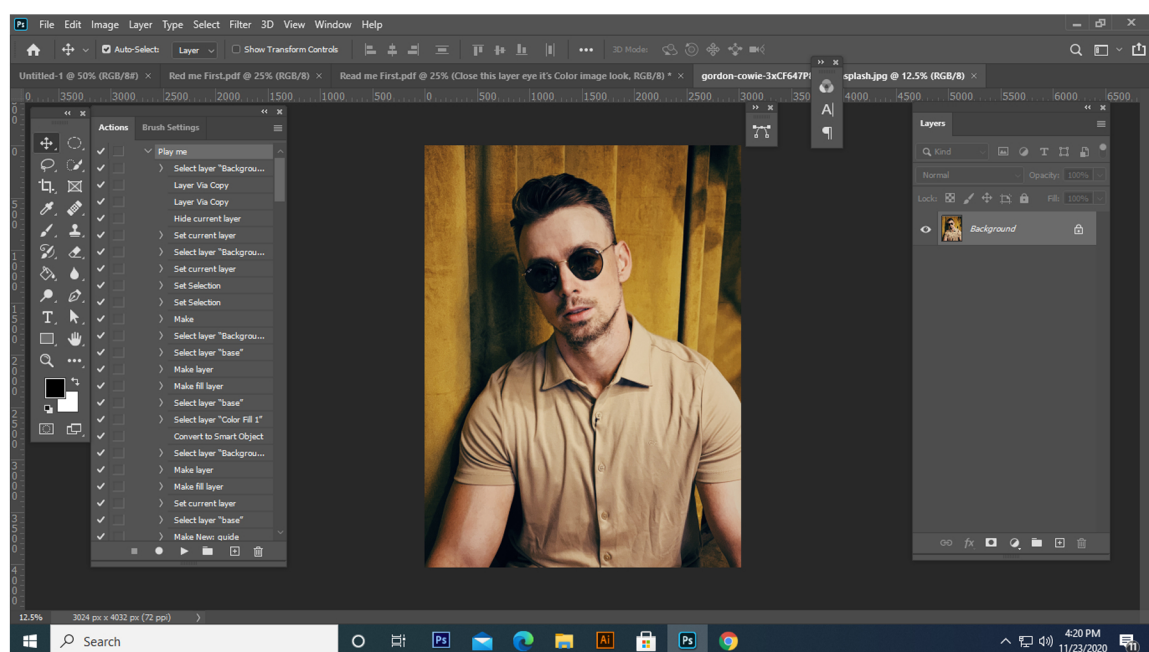 Ps File Edit Image Layer Type Select Filter 3D View Window Help
Auto-Select: Layer Show Transform Controls ••• 3D Mode:
Untitled-1 @ 50% (RGB/8#) × Red me First.pdf @ 25% (RGB/8) × Read me First.pdf @ 25% (Close this layer eye it's Color image look, RGB/8) * × gordon-cowie-3xCF647P splash.jpg @ 12.5% (RGB/8) ×
0 3500 3000 2500 2000 1500 1000 500 0 500 1000 1500 2000 2500 3000 350 4000 4500 5000 5500 6000 6500
Actions Brush Settings
Play me
Select layer "Backgrou...
Layer Via Copy
Layer Via Copy
Hide current layer
Set current layer
Select layer "Backgrou...
Set current layer
Set Selection
Set Selection
Make
Select layer "Backgrou...
Select layer "base"
Make layer
Make fill layer
Select layer "base"
Select layer "Color Fill 1"
Convert to Smart Object
Select layer "Backgrou...
Make layer
Make fill layer
Set current layer
Select layer "base"
Make New: guide
Layers
Kind
Normal Opacity: 100%
Lock: Fill: 100%
Background
fx
12.5% 3024 px x 4032 px (72 ppi)
Search
Ps Ai Ps
4:20 PM
11/23/2020